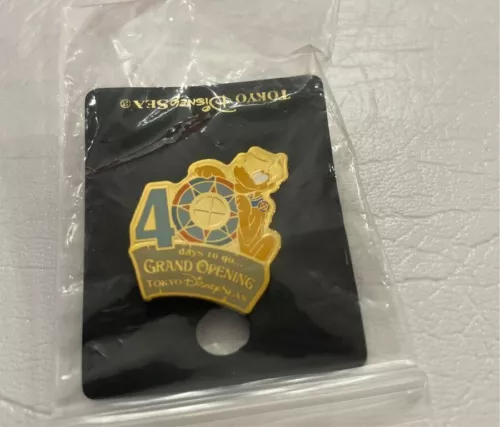 TOKYO DISNEYSEA®
40
days to go...
GRAND OPENING
TOKYO DISNEYSEA